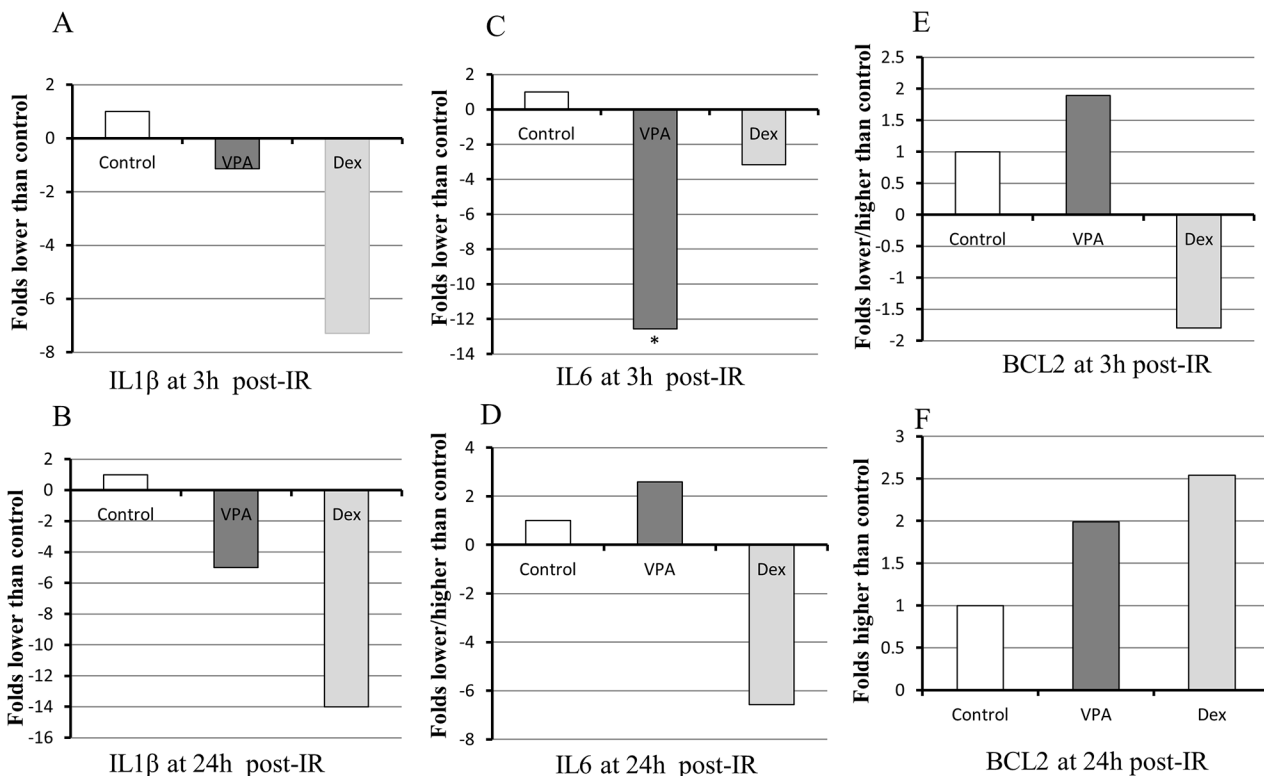 A
Folds lower than control
2
0
-2
-4
-6
-8
Control
VPA
Dex
IL1β at 3h post-IR
B
Folds lower than control
2
0
-2
-4
-6
-8
-10
-12
-14
-16
Control
VPA
Dex
IL1β at 24h post-IR
C
Folds lower than control
2
0
-2
-4
-6
-8
-10
-12
-14
Control
VPA
Dex
*
IL6 at 3h post-IR
D
Folds lower/higher than control
4
2
0
-2
-4
-6
-8
Control
VPA
Dex
IL6 at 24h post-IR
E
Folds lower/higher than control
2.5
2
1.5
1
0.5
0
-0.5
-1
-1.5
-2
Control
VPA
Dex
BCL2 at 3h post-IR
F
Folds higher than control
3
2.5
2
1.5
1
0.5
0
Control
VPA
Dex
BCL2 at 24h post-IR